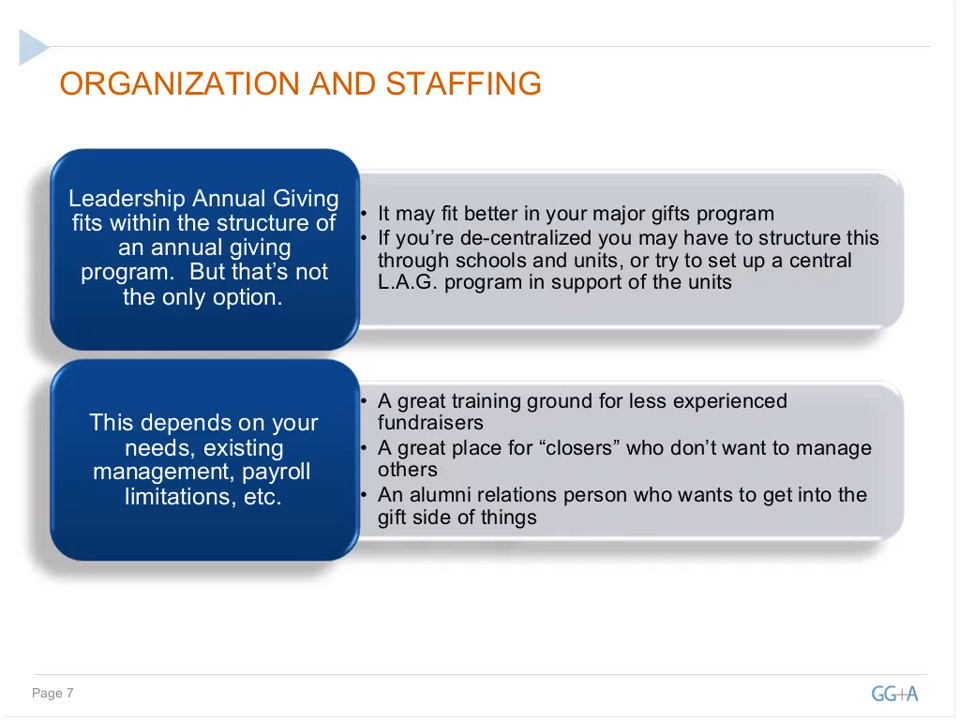 ORGANIZATION AND STAFFING
Leadership Annual Giving
fits within the structure of
an annual giving
program.  But that’s not
the only option.
• It may fit better in your major gifts program
• If you’re de-centralized you may have to structure this
through schools and units, or try to set up a central
L.A.G. program in support of the units
This depends on your
needs, existing
management, payroll
limitations, etc.
• A great training ground for less experienced
fundraisers
• A great place for “closers” who don’t want to manage
others
• An alumni relations person who wants to get into the
gift side of things
Page 7
GG+A